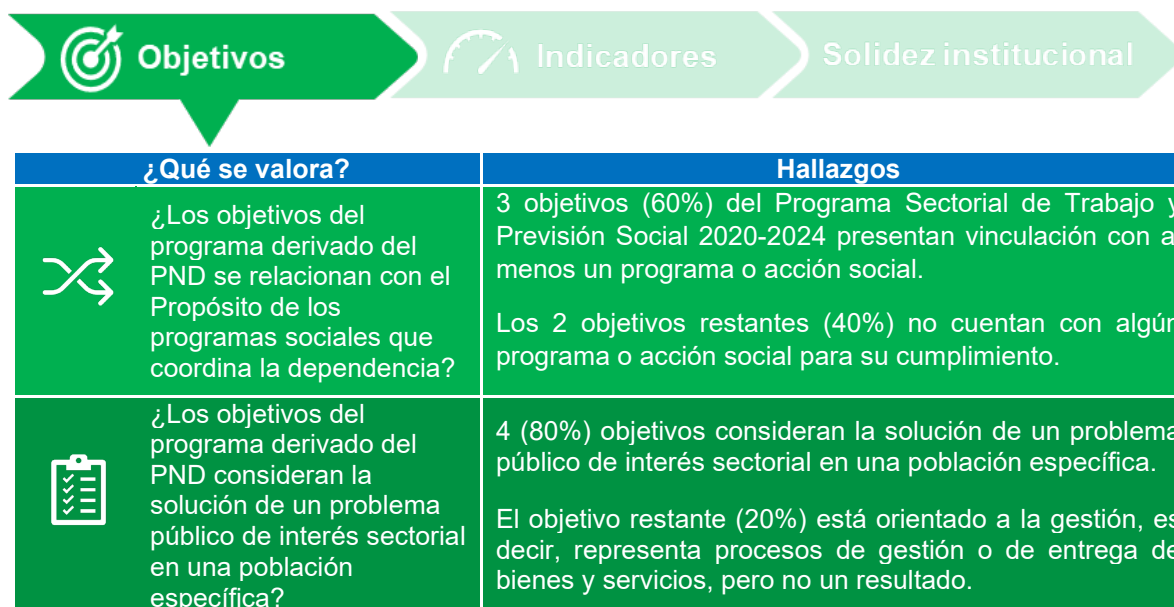 Objetivos
Indicadores
Solidez institucional
¿Qué se valora?
Hallazgos
¿Los objetivos del
programa derivado del
PND se relacionan con el
Propósito de los
programas sociales que
coordina la dependencia?
3 objetivos (60%) del Programa Sectorial de Trabajo y
Previsión Social 2020-2024 presentan vinculación con a
menos un programa o acción social.
Los 2 objetivos restantes (40%) no cuentan con algún
programa o acción social para su cumplimiento.
¿Los objetivos del
programa derivado del
PND consideran la
solución de un problema
público de interés sectorial
en una población
específica?
4 (80%) objetivos consideran la solución de un problema
público de interés sectorial en una población específica.
El objetivo restante (20%) está orientado a la gestión, es
decir, representa procesos de gestión o de entrega de
bienes y servicios, pero no un resultado.